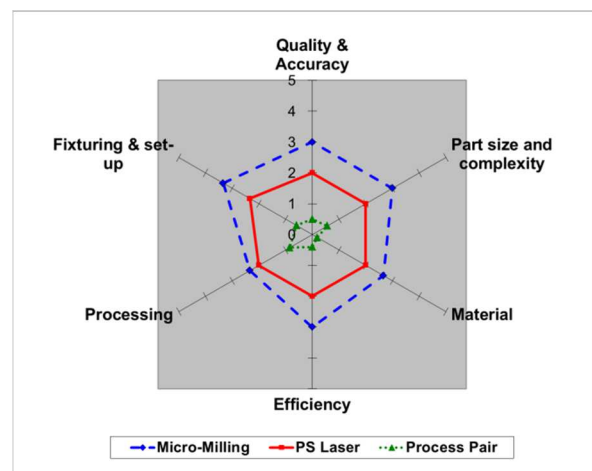 Quality &
Accuracy
5
4
3
2
1
0
Fixturing & set-
up
Part size and
complexity
Processing
Material
Efficiency
Micro-Milling PS Laser Process Pair